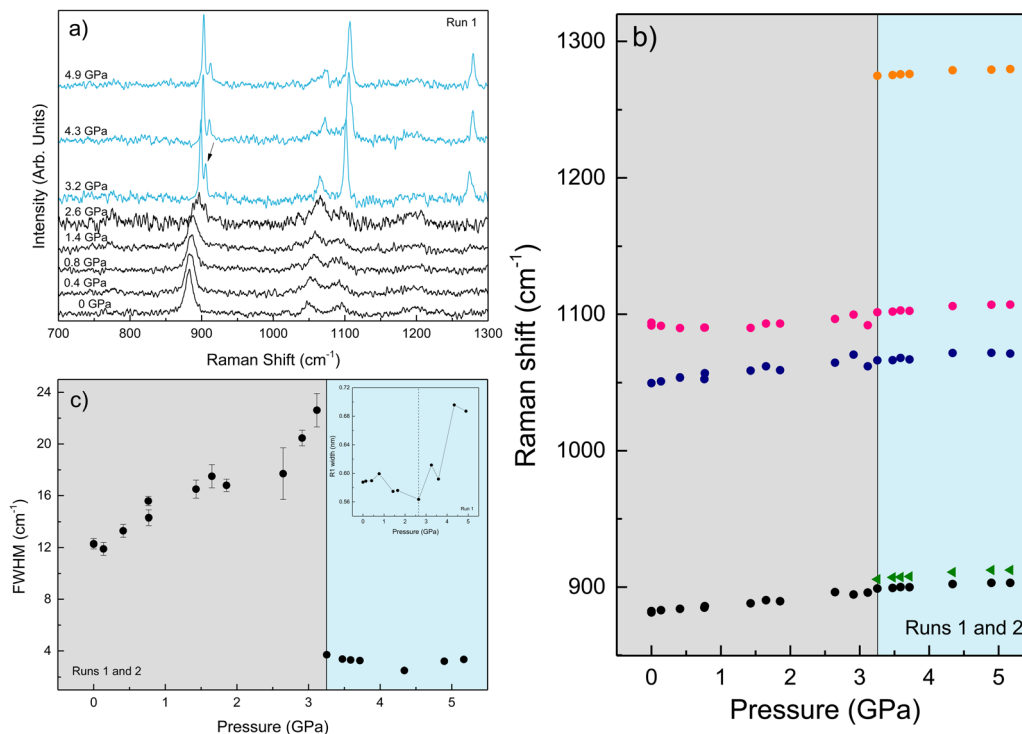 a)
Run 1
4.9 GPa
4.3 GPa
3.2 GPa
2.6 GPa
1.4 GPa
0.8 GPa
0.4 GPa
0 GPa
Intensity (Arb. Units)
700 800 900 1000 1100 1200 1300
Raman Shift (cm-1)
b)
1300
1200
1100
1000
900
Raman shift (cm-1)
Runs 1 and 2
0 1 2 3 4 5
Pressure (GPa)
c)
24
20
16
12
8
4
FWHM (cm-1)
0.72
0.68
0.64
0.60
0.56
R1 width (nm)
Run 1
0 1 2 3 4 5
Pressure (GPa)
Runs 1 and 2
0 1 2 3 4 5
Pressure (GPa)